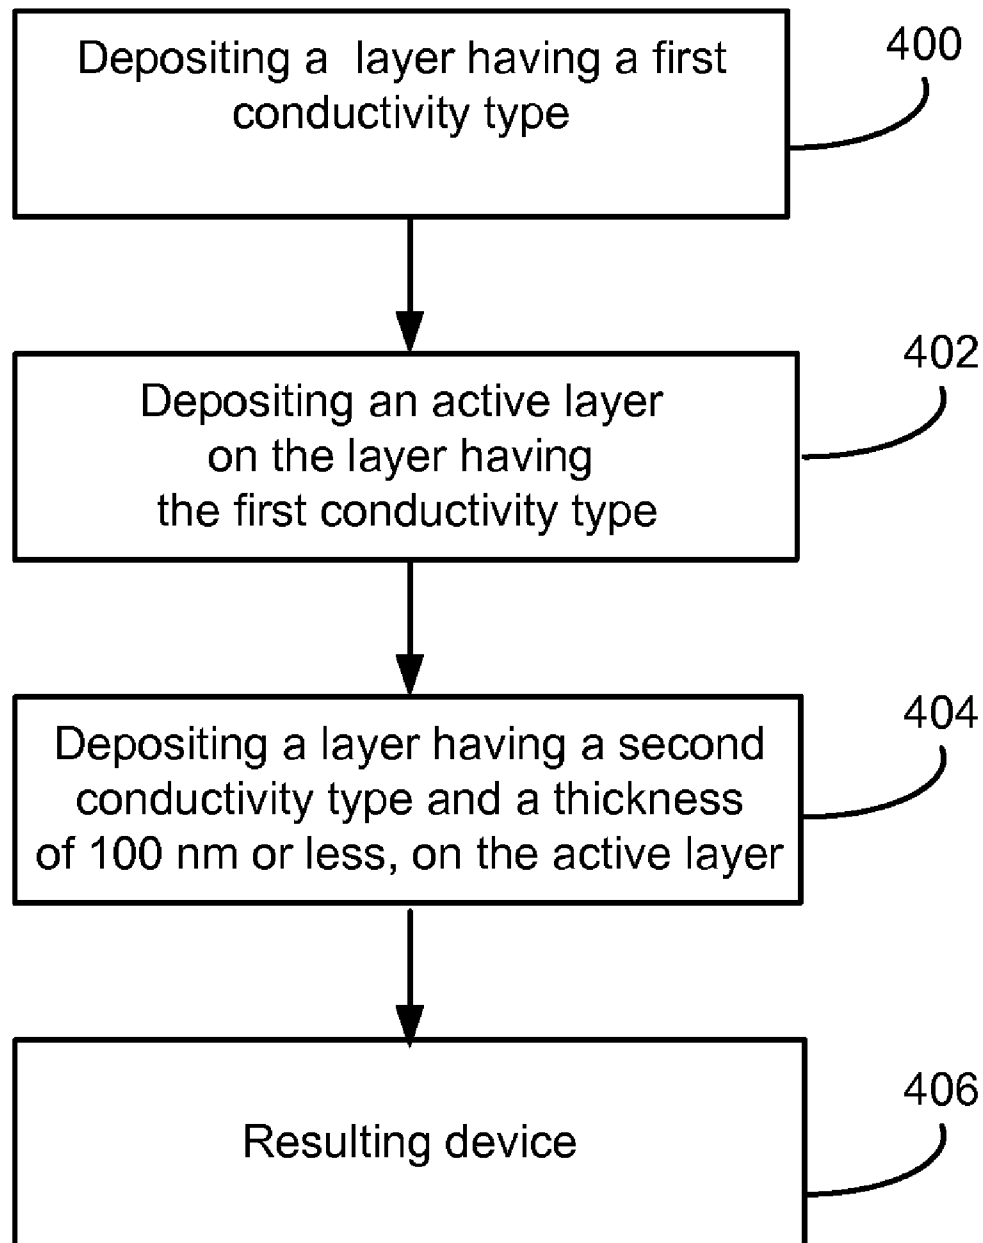 Depositing a layer having a first
conductivity type
400
Depositing an active layer
on the layer having
the first conductivity type
402
Depositing a layer having a second
conductivity type and a thickness
of 100 nm or less, on the active layer
404
Resulting device
406